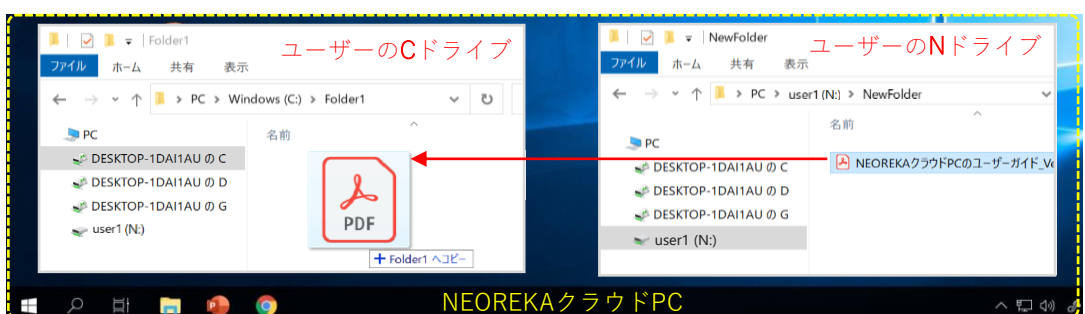 Folder1
ユーザーのCドライブ
ファイル ホーム 共有 表示
PC > Windows (C:) > Folder1
PC
名前
DESKTOP-1DAI1AU の C
DESKTOP-1DAI1AU の D
DESKTOP-1DAI1AU の G
user1 (N:)
PDF
Folder1 へコピー
NewFolder
ユーザーのNドライブ
ファイル ホーム 共有 表示
PC > user1 (N:) > NewFolder
名前
PC
NEOREKAクラウドPCのユーザーガイド_Ve
DESKTOP-1DAI1AU の C
DESKTOP-1DAI1AU の D
DESKTOP-1DAI1AU の G
user1 (N:)
NEOREKAクラウドPC